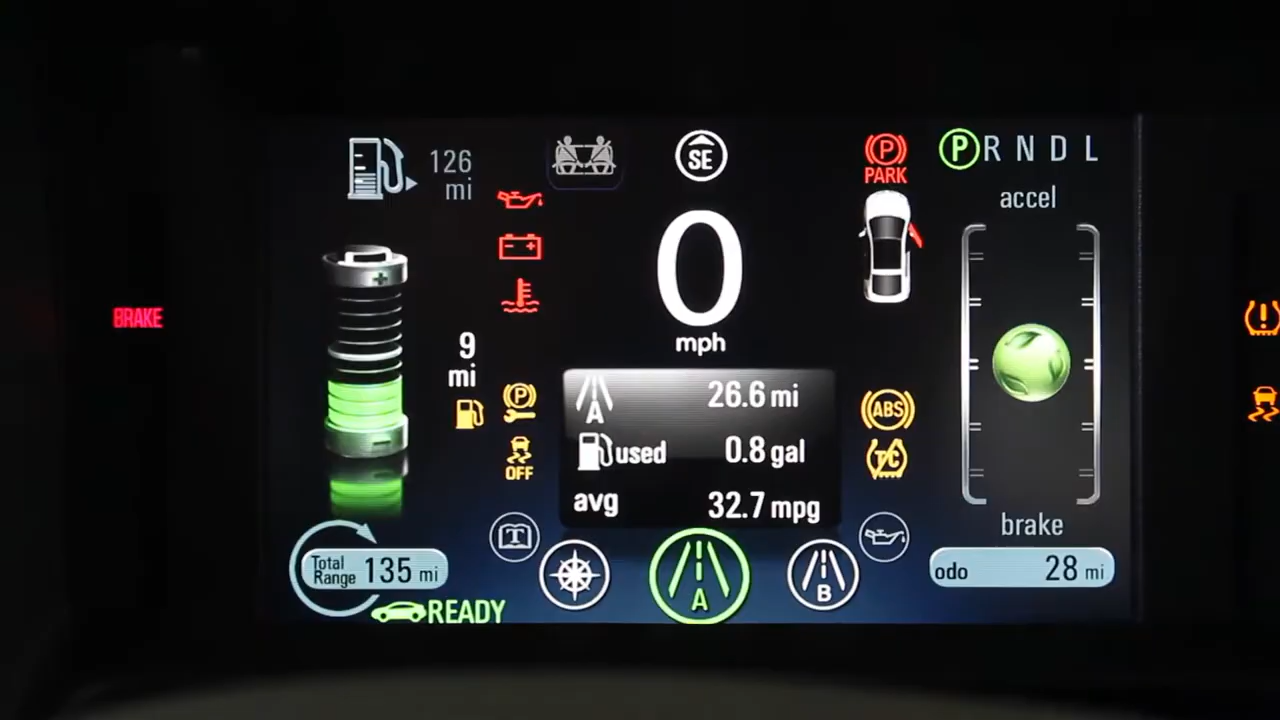 126
mi
SE
PARK
P R N D L
accel
0
mph
BRAKE
9
mi
26.6 mi
A
used 0.8 gal
avg 32.7 mpg
P
OFF
ABS
TC
brake
Total
Range 135 mi
READY
T
A
B
odo 28 mi